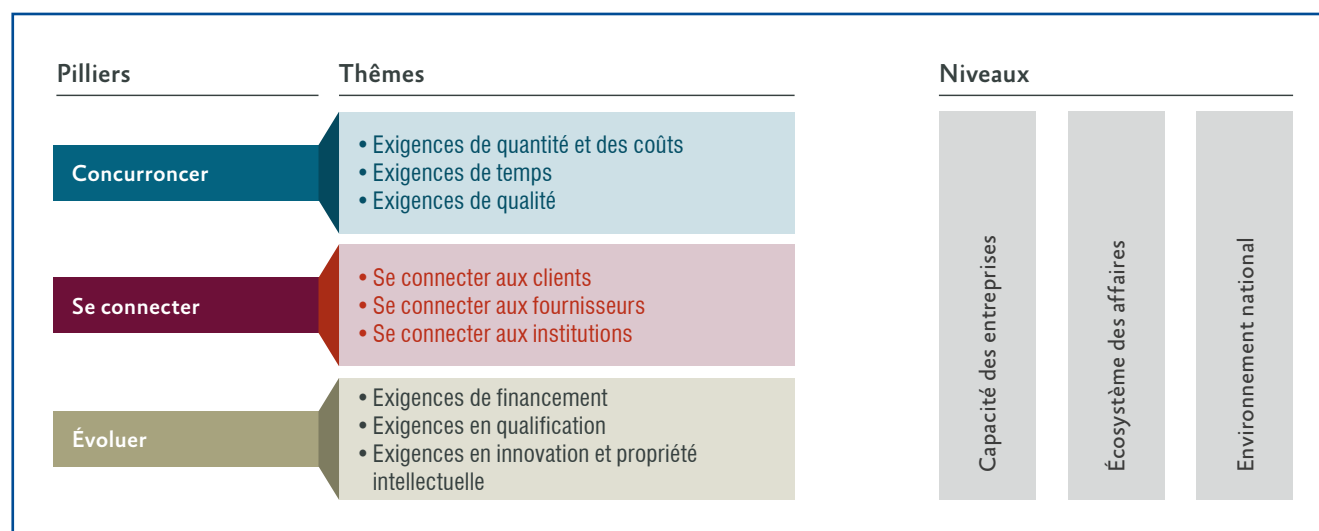 Pilliers
Thêmes
Niveaux
Concurroncer
• Exigences de quantité et des coûts
• Exigences de temps
• Exigences de qualité
Se connecter
• Se connecter aux clients
• Se connecter aux fournisseurs
• Se connecter aux institutions
Évoluer
• Exigences de financement
• Exigences en qualification
• Exigences en innovation et propriété
intellectuelle
Capacité des entreprises
Écosystème des affaires
Environnement national